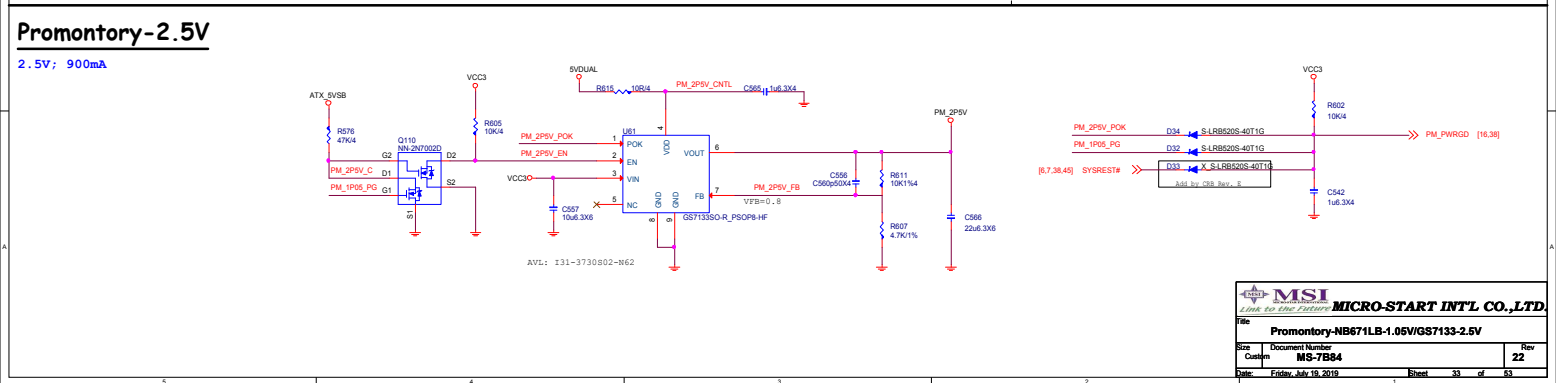 Promontory-2.5V
2.5V; 900mA
ATX_5VSB
R576
47K/4
PM_2P5V_C
PM_1P05_PG
Q110
NN-2N7002D
G2
D1
G1
S1
D2
S2
VCC3
R605
10K/4
5VDUAL
R615
10R/4
PM_2P5V_CNTL
C565
1u6.3X4
PM_2P5V_POK
PM_2P5V_EN
VCC3
C557
10u6.3X6
U61
1
2
3
5
4
6
7
8
9
POK
EN
VIN
NC
VDD
VOUT
FB
GND
GND
GS7133SO-R_PSOP8-HF
AVL: I31-3730S02-N62
PM_2P5V_FB
VFB=0.8
C556
C560p50X4
R611
10K1%4
R607
4.7K/1%
PM_2P5V
C566
22u6.3X6
VCC3
R602
10K/4
PM_2P5V_POK
D34
S-LRB520S-40T1G
PM_PWRGD [16,38]
PM_1P05_PG
D32
S-LRB520S-40T1G
[6,7,38,45] SYSREST#
D33
X_S-LRB520S-40T1G
Add by CRB Rev. E
C542
1u6.3X4
A
A
MSI
MSI
Link to the Future
MICRO-START INT'L CO.,LTD.
Title
Promontory-NB671LB-1.05V/GS7133-2.5V
Size
Document Number
Rev
Custom
MS-7B84
22
Date:
Friday, July 19, 2019
Sheet
33
of
53
5
4
3
2
1